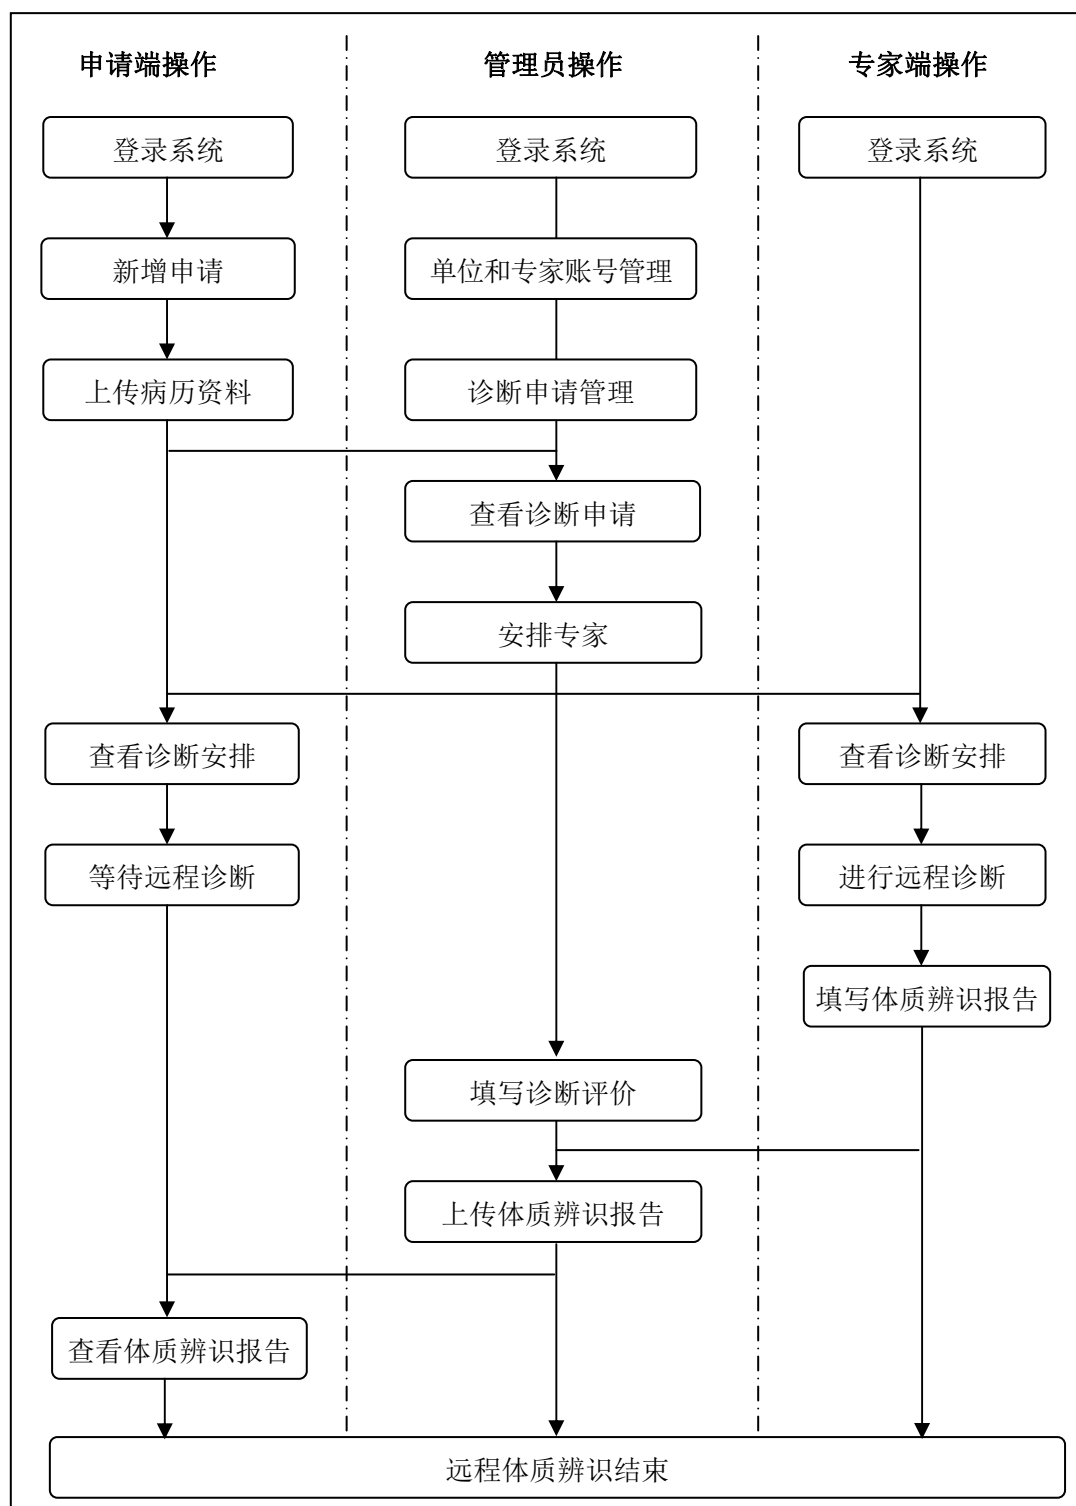 申请端操作
管理员操作
专家端操作
登录系统
登录系统
登录系统
新增申请
单位和专家账号管理
上传病历资料
诊断申请管理
查看诊断申请
安排专家
查看诊断安排
查看诊断安排
等待远程诊断
进行远程诊断
填写体质辨识报告
填写诊断评价
上传体质辨识报告
查看体质辨识报告
远程体质辨识结束